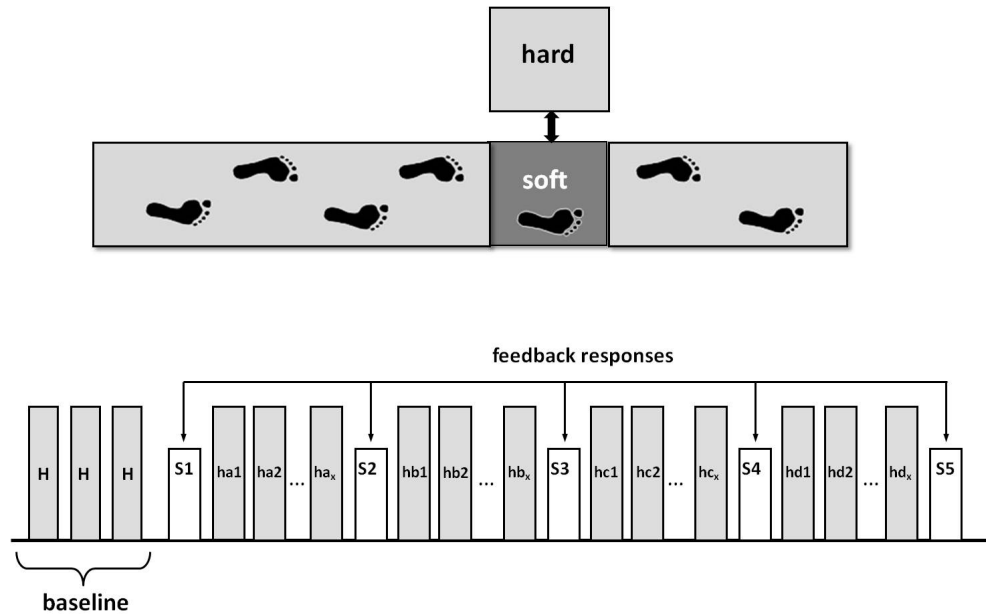 hard
soft
feedback responses
H H H S1 ha1 ha2 ... haₓ S2 hb1 hb2 ... hbₓ S3 hc1 hc2 ... hcₓ S4 hd1 hd2 ... hdₓ S5
baseline